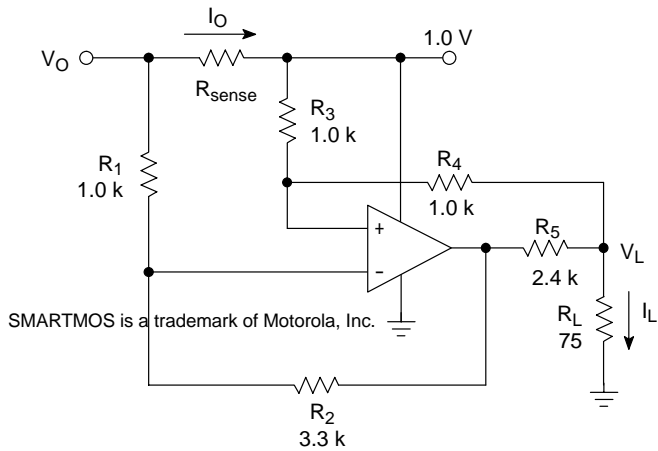 I_O
V_O
1.0 V
R_sense
R_3
1.0 k
R_1
1.0 k
R_4
1.0 k
+
-
R_5
2.4 k
V_L
SMARTMOS is a trademark of Motorola, Inc.
R_L
75
I_L
R_2
3.3 k